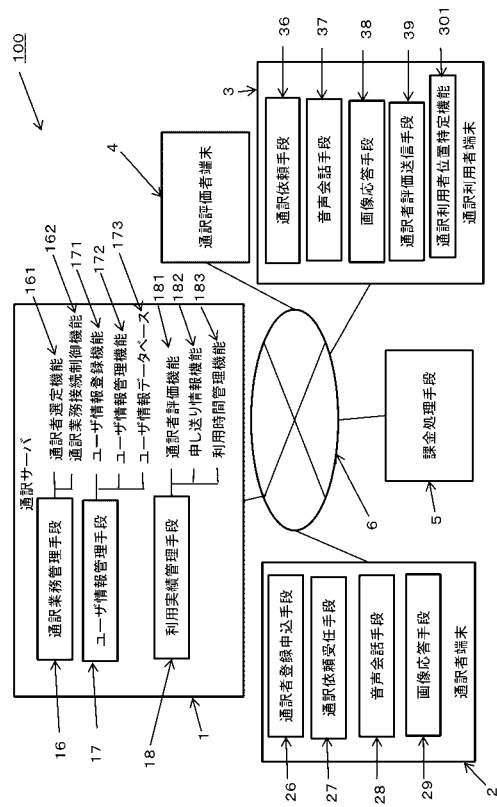 100
通訳サーバ
通訳業務管理手段
通訳者選定機能
161
通訳業務接続制御機能
162
ユーザ情報管理手段
ユーザ情報登録機能
171
ユーザ情報管理機能
172
ユーザ情報データベース
173
利用実績管理手段
通訳者評価機能
181
申し送り情報機能
182
利用時間管理機能
183
16
17
18
1
4
通訳評価者端末
3
通訳依頼手段
36
音声会話手段
37
画像応答手段
38
通訳者評価送信手段
39
通訳利用者位置特定機能
301
通訳利用者端末
6
課金処理手段
5
通訳者登録申込手段
26
通訳依頼受任手段
27
音声会話手段
28
画像応答手段
29
通訳者端末
2